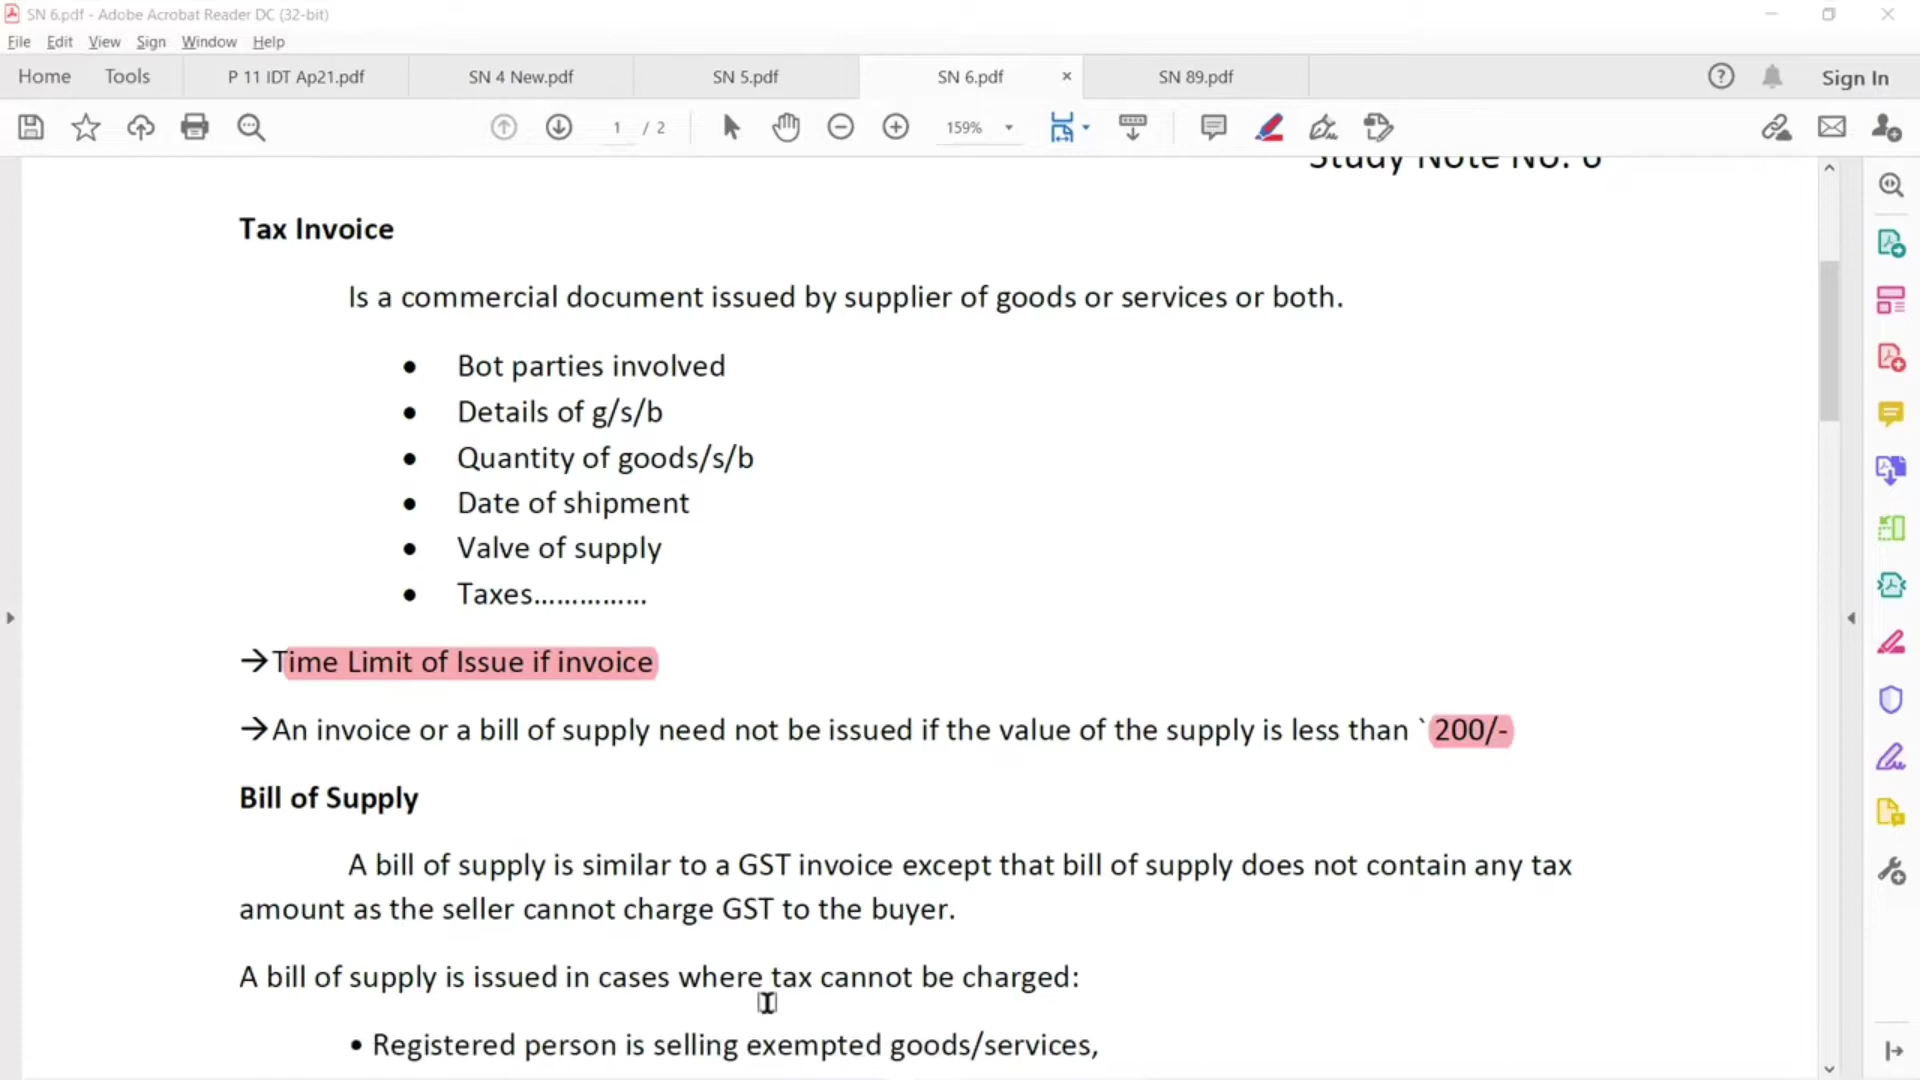 SN 6.pdf - Adobe Acrobat Reader DC (32-bit)
File Edit View Sign Window Help
Home Tools P 11 IDT Ap21.pdf SN 4 New.pdf SN 5.pdf SN 6.pdf × SN 89.pdf Sign In
1 / 2 159%
Study Note No. 6
Tax Invoice
Is a commercial document issued by supplier of goods or services or both.
• Bot parties involved
• Details of g/s/b
• Quantity of goods/s/b
• Date of shipment
• Valve of supply
• Taxes……………
→Time Limit of Issue if invoice
→An invoice or a bill of supply need not be issued if the value of the supply is less than ` 200/-
Bill of Supply
A bill of supply is similar to a GST invoice except that bill of supply does not contain any tax
amount as the seller cannot charge GST to the buyer.
A bill of supply is issued in cases where tax cannot be charged:
• Registered person is selling exempted goods/services,